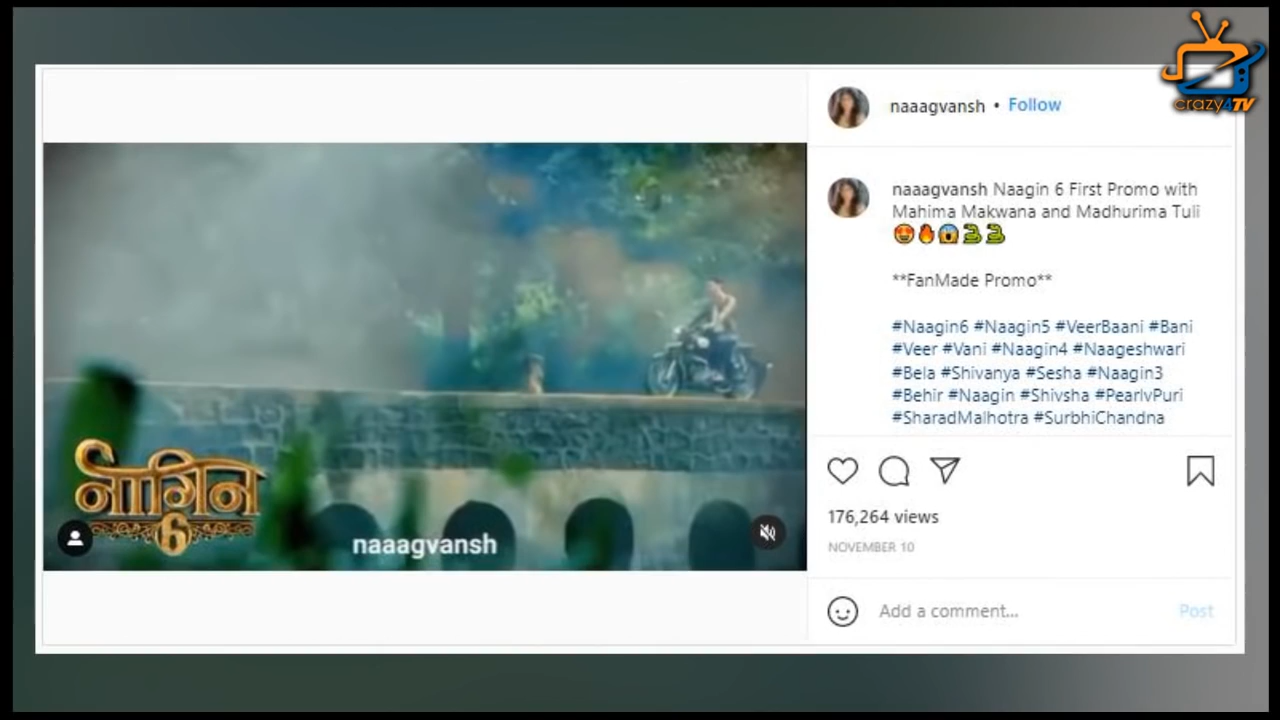 crazy4TV
naaagvansh • Follow
naaagvansh Naagin 6 First Promo with
Mahima Makwana and Madhurima Tuli
😍🔥😱🐍🐍
**FanMade Promo**
#Naagin6 #Naagin5 #VeerBaani #Bani
#Veer #Vani #Naagin4 #Naageshwari
#Bela #Shivanya #Sesha #Naagin3
#Behir #Naagin #Shivsha #PearlvPuri
#SharadMalhotra #SurbhiChandna
नागिन
6
naaagvansh
176,264 views
NOVEMBER 10
Add a comment... Post